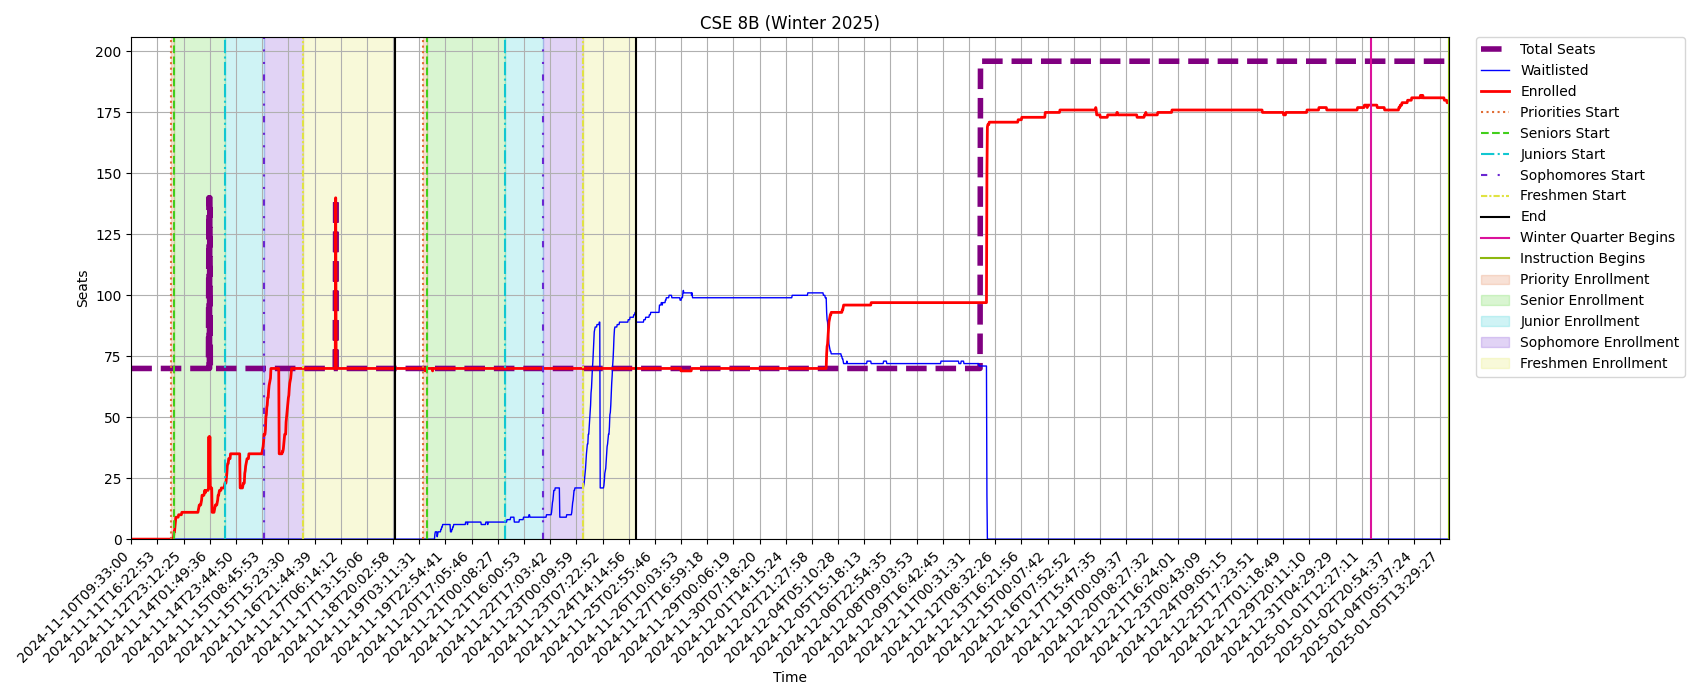 CSE 8B (Winter 2025)
Seats
200
175
150
125
100
75
50
25
0
2024-11-10T09:33:00
2024-11-11T16:22:53
2024-11-12T23:12:25
2024-11-14T01:49:36
2024-11-14T23:44:50
2024-11-15T08:45:53
2024-11-15T15:23:30
2024-11-16T21:44:39
2024-11-17T06:14:12
2024-11-17T13:15:06
2024-11-18T02:02:58
2024-11-19T03:11:31
2024-11-19T22:54:41
2024-11-20T17:05:46
2024-11-21T00:08:27
2024-11-21T16:00:53
2024-11-22T17:03:42
2024-11-23T00:09:59
2024-11-23T07:22:52
2024-11-24T14:14:56
2024-11-25T02:55:46
2024-11-26T10:03:53
2024-11-27T16:59:18
2024-11-29T00:06:19
2024-11-30T07:18:20
2024-12-01T14:15:24
2024-12-02T21:27:58
2024-12-04T05:10:28
2024-12-05T15:18:13
2024-12-06T22:54:35
2024-12-08T09:03:53
2024-12-09T16:42:45
2024-12-11T00:31:31
2024-12-12T08:32:26
2024-12-13T16:21:56
2024-12-15T00:07:42
2024-12-16T07:52:52
2024-12-17T15:47:35
2024-12-19T00:09:37
2024-12-20T08:27:32
2024-12-21T16:24:01
2024-12-23T00:43:09
2024-12-24T09:05:15
2024-12-25T17:23:51
2024-12-27T01:18:49
2024-12-29T20:11:10
2024-12-31T04:29:29
2025-01-01T12:27:11
2025-01-02T20:54:37
2025-01-04T05:37:24
2025-01-05T13:29:27
Time
Total Seats
Waitlisted
Enrolled
Priorities Start
Seniors Start
Juniors Start
Sophomores Start
Freshmen Start
End
Winter Quarter Begins
Instruction Begins
Priority Enrollment
Senior Enrollment
Junior Enrollment
Sophomore Enrollment
Freshmen Enrollment